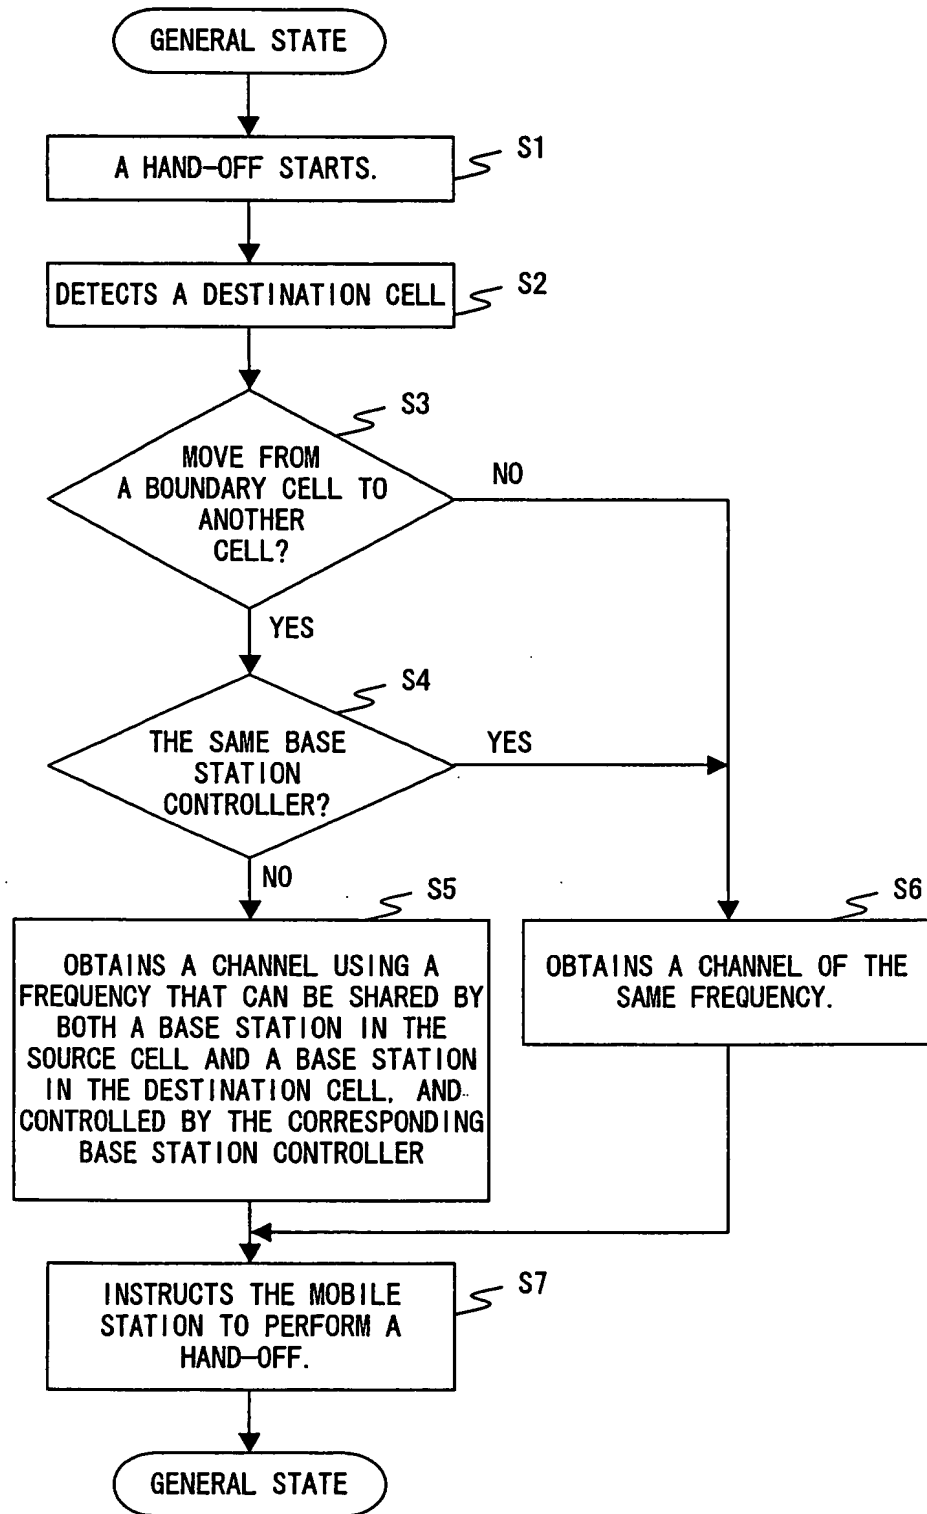 GENERAL STATE
A HAND-OFF STARTS.
S1
DETECTS A DESTINATION CELL
S2
S3
MOVE FROM
A BOUNDARY CELL TO
ANOTHER
CELL?
NO
YES
S4
THE SAME BASE
STATION
CONTROLLER?
YES
NO
S5
OBTAINS A CHANNEL USING A
FREQUENCY THAT CAN BE SHARED BY
BOTH A BASE STATION IN THE
SOURCE CELL AND A BASE STATION
IN THE DESTINATION CELL, AND
CONTROLLED BY THE CORRESPONDING
BASE STATION CONTROLLER
S6
OBTAINS A CHANNEL OF THE
SAME FREQUENCY.
S7
INSTRUCTS THE MOBILE
STATION TO PERFORM A
HAND-OFF.
GENERAL STATE